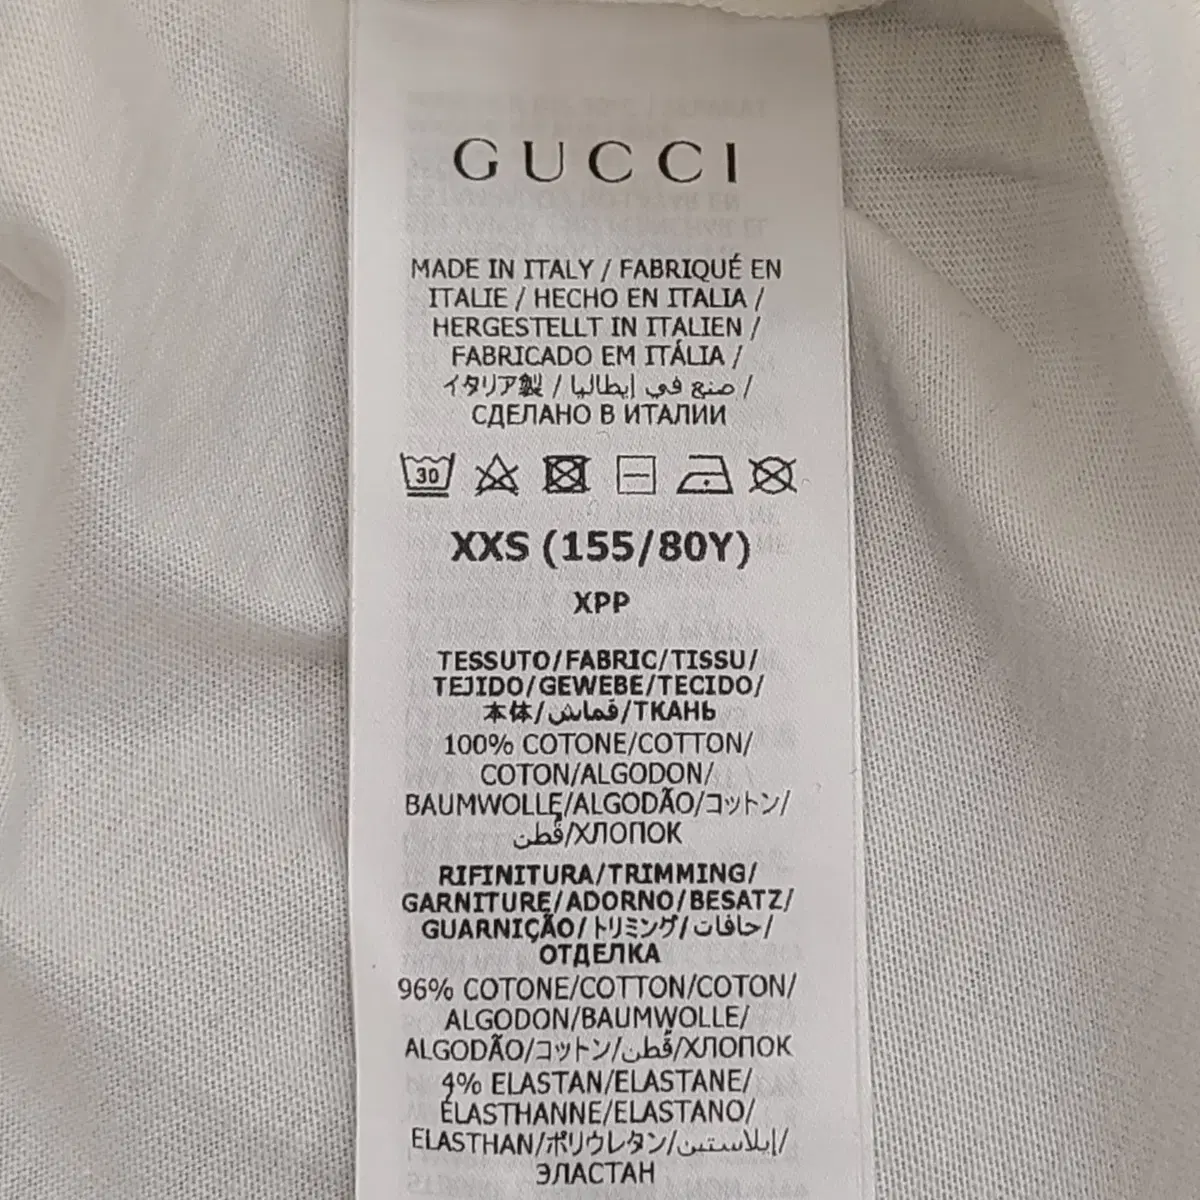 GUCCI
MADE IN ITALY / FABRIQUÉ EN
ITALIE / HECHO EN ITALIA /
HERGESTELLT IN ITALIEN /
FABRICADO EM ITÁLIA /
イタリア製 / صنع في إيطاليا /
СДЕЛАНО В ИТАЛИИ
30
XXS (155/80Y)
XPP
TESSUTO/FABRIC/TISSU/
TEJIDO/GEWEBE/TECIDO/
本体/قماش/ТКАНЬ
100% COTONE/COTTON/
COTON/ALGODON/
BAUMWOLLE/ALGODÃO/コットン/
قُطن/ХЛОПОК
RIFINITURA/TRIMMING/
GARNITURE/ADORNO/BESATZ/
GUARNIÇÃO/トリミング/حافات/
ОТДЕЛКА
96% COTONE/COTTON/COTON/
ALGODON/BAUMWOLLE/
ALGODÃO/コットン/قُطن/ХЛОПОК
4% ELASTAN/ELASTANE/
ÉLASTHANNE/ELASTANO/
ELASTHAN/ポリウレタン/إيلاستين/
ЭЛАСТАН